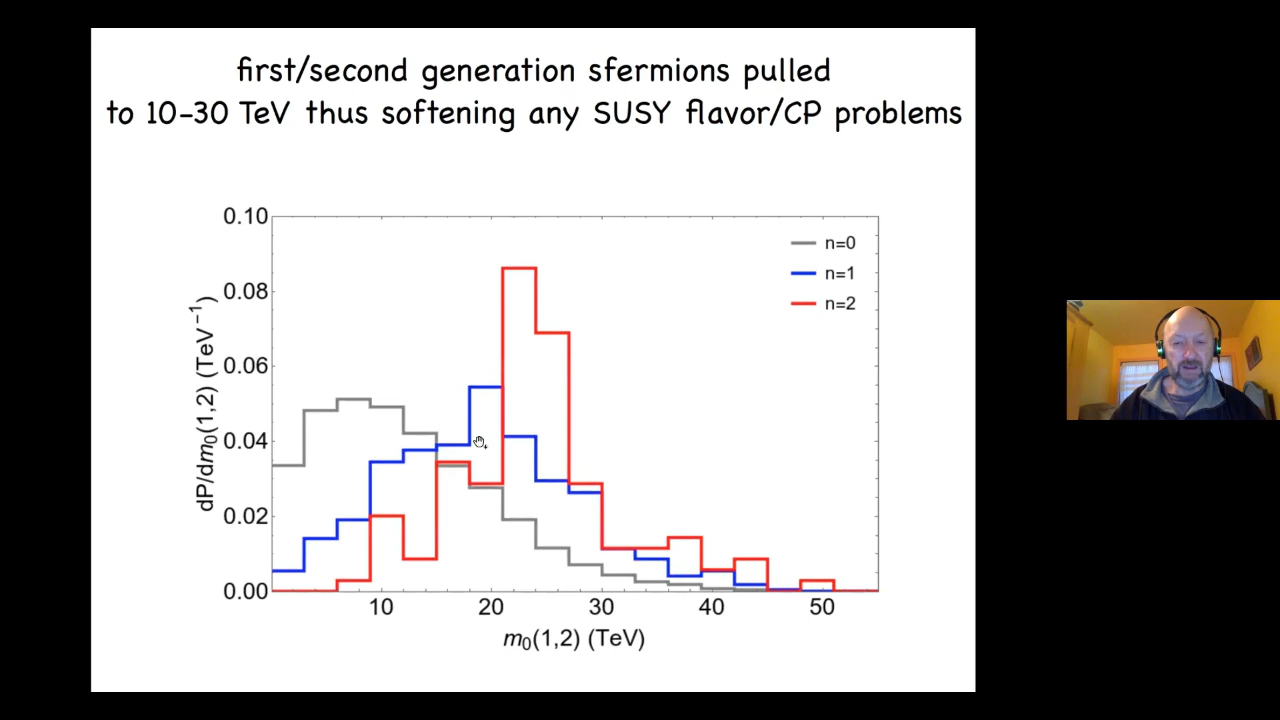 first/second generation sfermions pulled
to 10-30 TeV thus softening any SUSY flavor/CP problems
0.10
0.08
0.06
0.04
0.02
0.00
dP/dm₀(1,2) (TeV⁻¹)
n=0
n=1
n=2
10 20 30 40 50
m₀(1,2) (TeV)